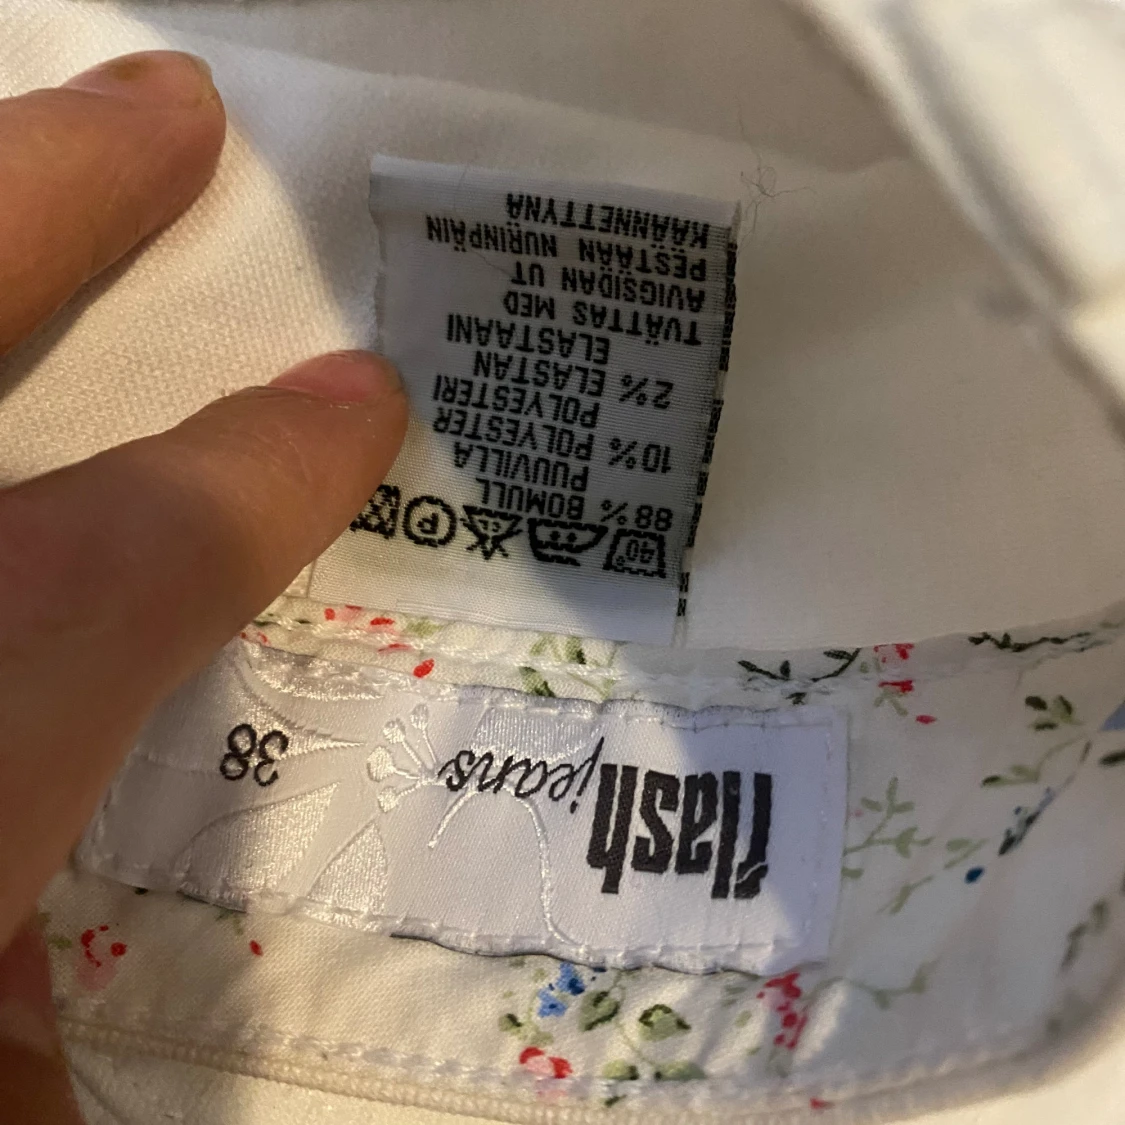 40°
CL
P
88% BOMULL
PUUVILLA
10% POLYESTER
POLYESTERI
2% ELASTAN
ELASTAANI
TVÄTTAS MED
AVIGSIDAN UT
PESTÄÄN NURINPÄIN
KÄÄNNETTYNÄ
flash
jeans
38